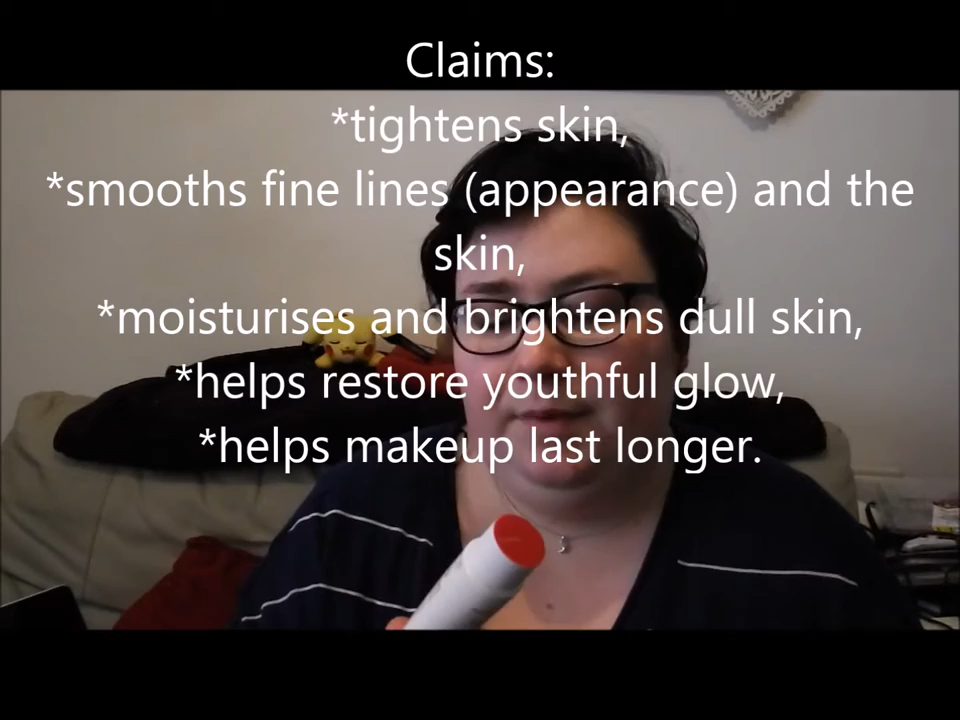 Claims:
*tightens skin,
*smooths fine lines (appearance) and the
skin,
*moisturises and brightens dull skin,
*helps restore youthful glow,
*helps makeup last longer.